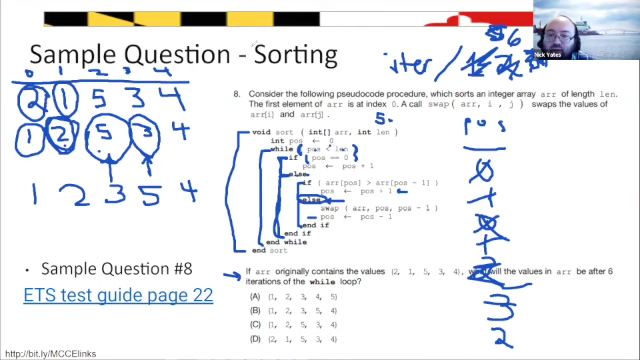 Nick Yates
Sample Question - Sorting
iter /
56
0 1 2 3 4
2 1 5 3 4
1 2 5 3 4
1 2 3 5 4
8. Consider the following pseudocode procedure, which sorts an integer array arr of length len.
The first element of arr is at index 0. A call swap ( arr, i , j ) swaps the values of
arr[i] and arr[j].
5.
void sort ( int[] arr, int len )
int pos ← 0
while ( pos < len )
if ( pos == 0 )
pos ← pos + 1
else
if ( arr[pos] > arr[pos - 1] )
pos ← pos + 1
else
swap ( arr, pos, pos - 1 )
pos ← pos - 1
end if
end if
end while
end sort
pos
0
1
0
1
2
3
2
• Sample Question #8
ETS test guide page 22
If arr originally contains the values {2, 1, 5, 3, 4}, what will the values in arr be after 6
iterations of the while loop?
(A) {1, 2, 3, 4, 5}
(B) {1, 2, 3, 5, 4}
(C) {1, 2, 5, 3, 4}
(D) {2, 1, 5, 3, 4}
http://bit.ly/MCCElinks